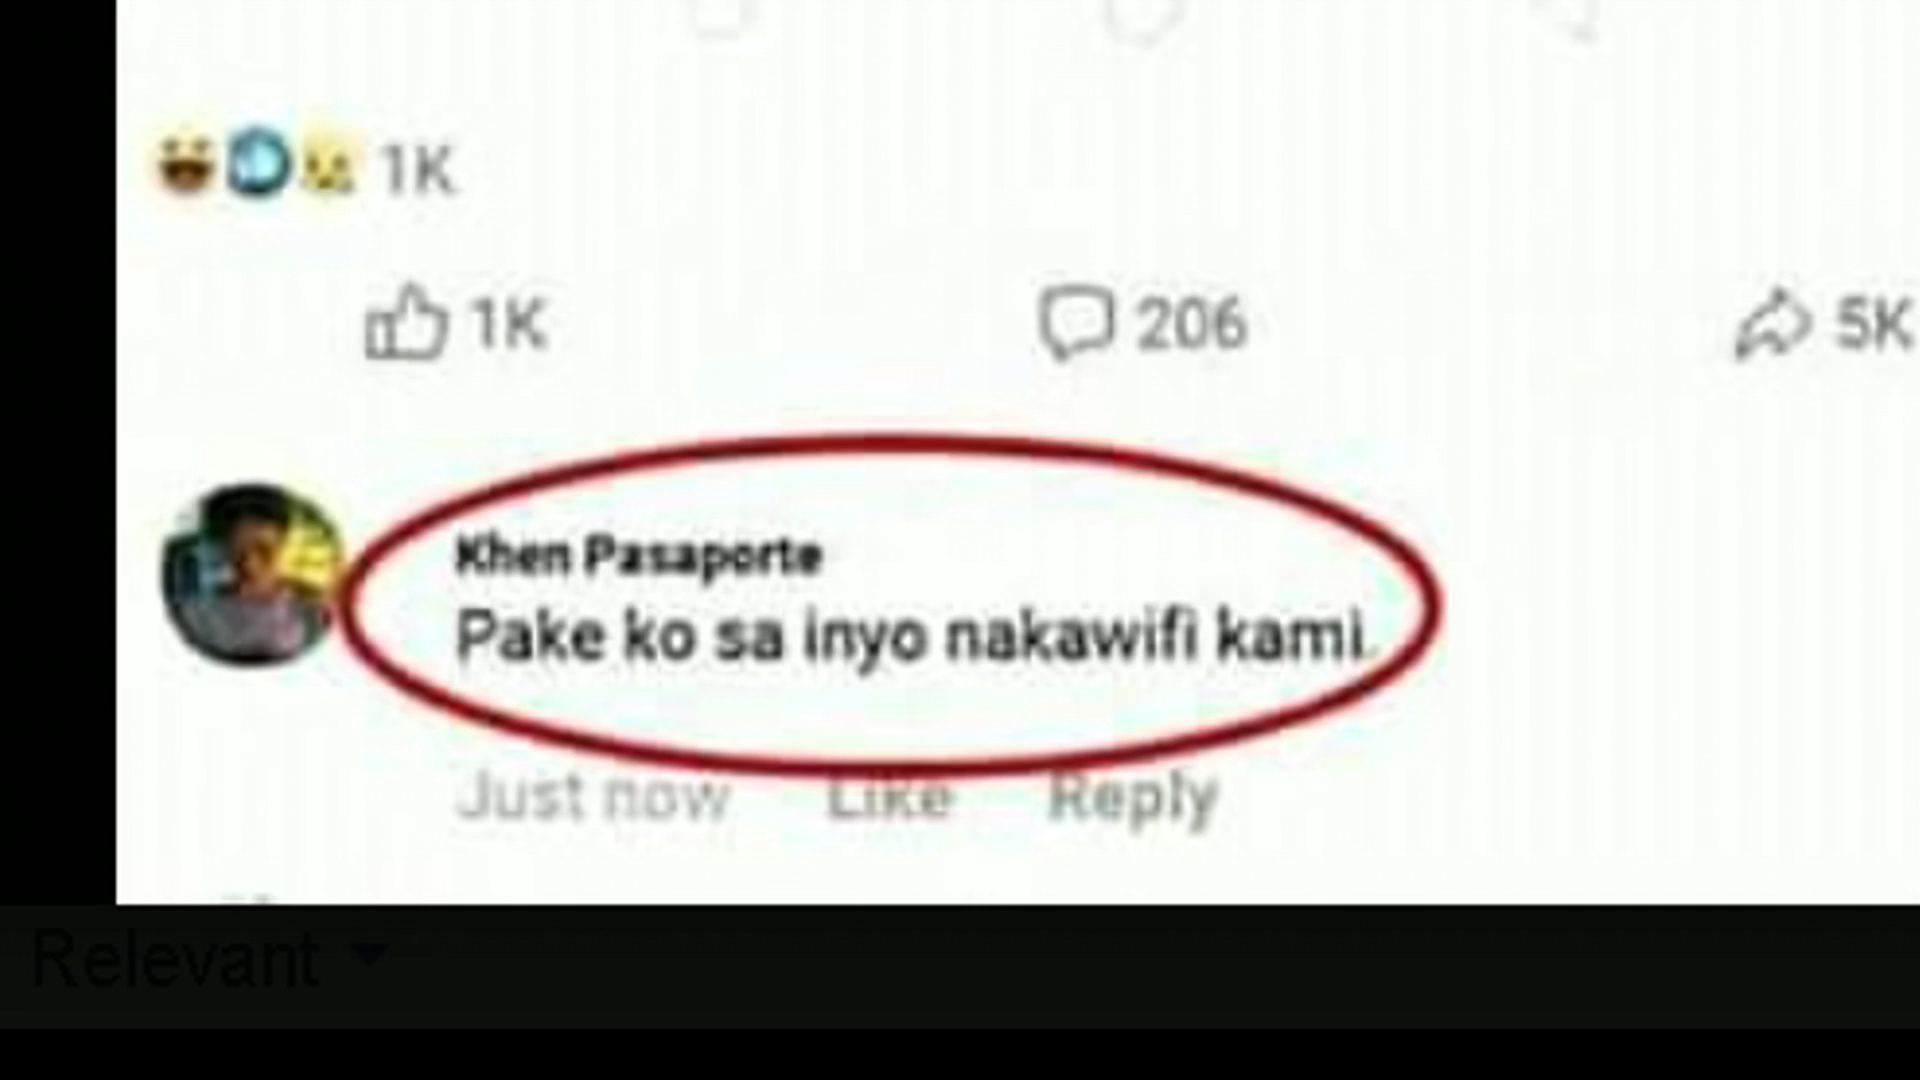 1K
1K 206 5K
Khen Pasaporte
Pake ko sa inyo nakawifi kami.
Just now Like Reply
Relevant